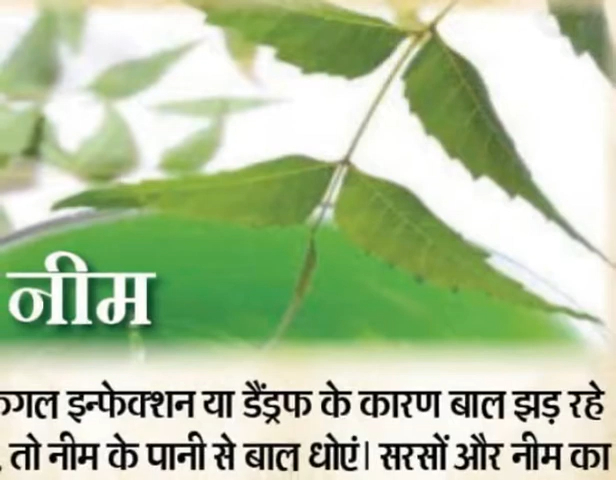 नीम
इन्फेक्शन या डैंड्रफ के कारण बाल झड़ रहे
तो नीम के पानी से बाल धोएं। सरसों और नीम का